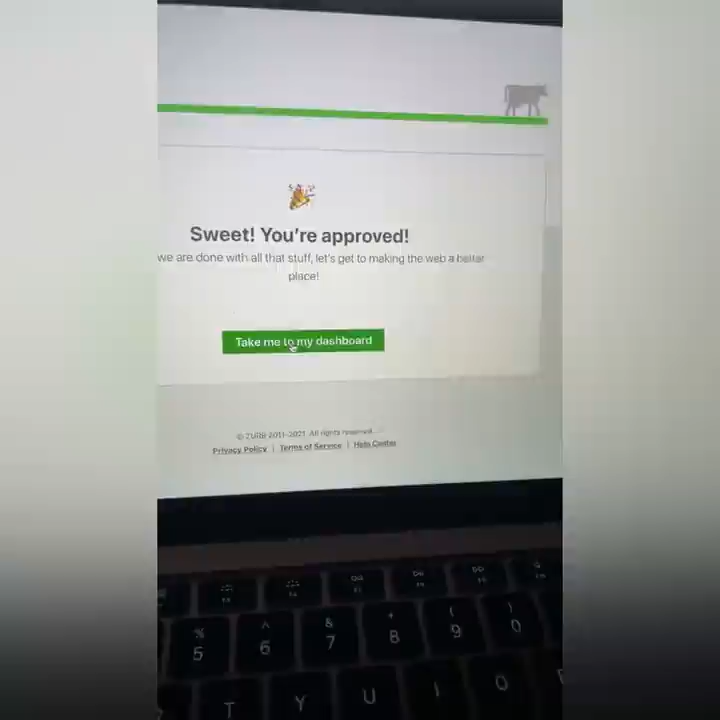 Sweet! You're approved!
we are done with all that stuff, let's get to making the web a better
place!
Take me to my dashboard
© ZURB 2011-2021. All rights reserved.
Privacy Policy | Terms of Service | Help Center
% ^ & * ( )
5 6 7 8 9 0
T Y U I O